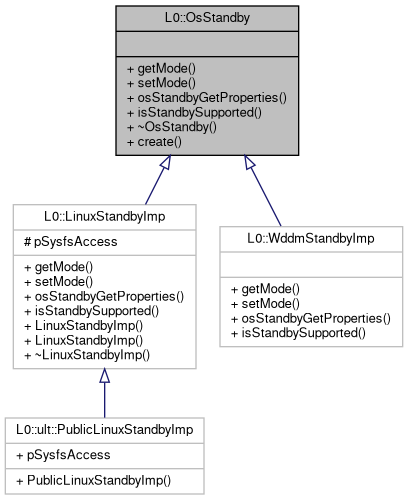 L0::OsStandby
+ getMode()
+ setMode()
+ osStandbyGetProperties()
+ isStandbySupported()
+ ~OsStandby()
+ create()
L0::LinuxStandbyImp
# pSysfsAccess
+ getMode()
+ setMode()
+ osStandbyGetProperties()
+ isStandbySupported()
+ LinuxStandbyImp()
+ LinuxStandbyImp()
+ ~LinuxStandbyImp()
L0::WddmStandbyImp
+ getMode()
+ setMode()
+ osStandbyGetProperties()
+ isStandbySupported()
L0::ult::PublicLinuxStandbyImp
+ pSysfsAccess
+ PublicLinuxStandbyImp()